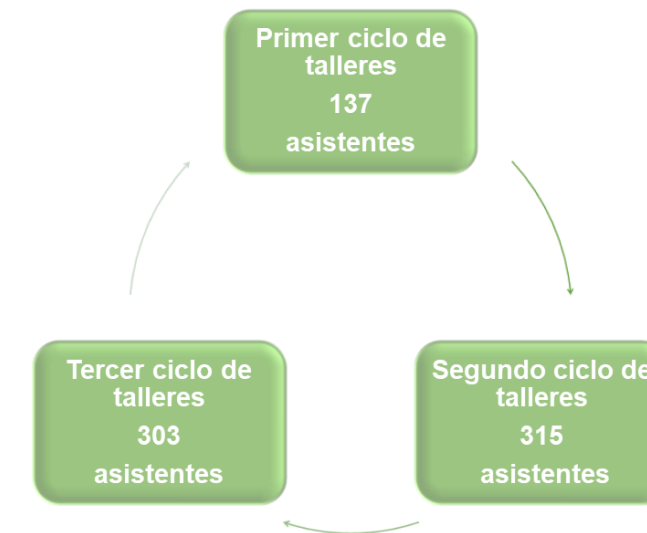 Primer ciclo de
talleres
137
asistentes
Segundo ciclo de
talleres
315
asistentes
Tercer ciclo de
talleres
303
asistentes